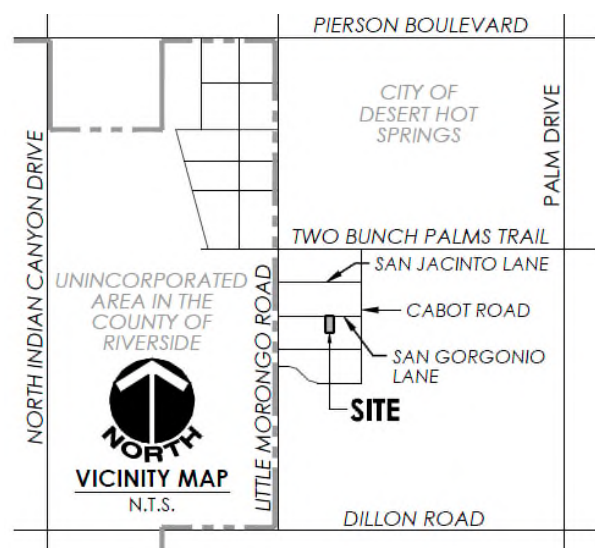 PIERSON BOULEVARD
CITY OF
DESERT HOT
SPRINGS
PALM DRIVE
NORTH INDIAN CANYON DRIVE
TWO BUNCH PALMS TRAIL
SAN JACINTO LANE
UNINCORPORATED
AREA IN THE
COUNTY OF
RIVERSIDE
CABOT ROAD
LITTLE MORONGO ROAD
SAN GORGONIO
LANE
SITE
NORTH
VICINITY MAP
N.T.S.
DILLON ROAD